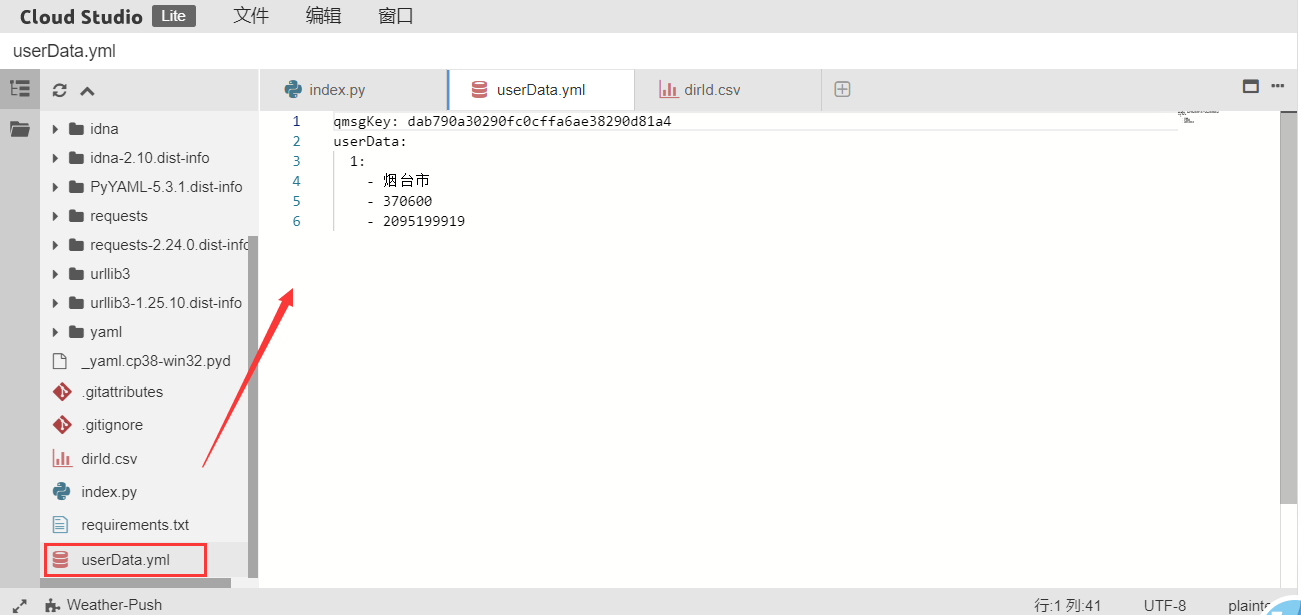 Cloud Studio Lite 文件 编辑 窗口
userData.yml
index.py userData.yml dirId.csv
idna
idna-2.10.dist-info
PyYAML-5.3.1.dist-info
requests
requests-2.24.0.dist-info
urllib3
urllib3-1.25.10.dist-info
yaml
_yaml.cp38-win32.pyd
.gitattributes
.gitignore
dirId.csv
index.py
requirements.txt
userData.yml
1 qmsgKey: dab790a30290fc0cffa6ae38290d81a4
2 userData:
3 1:
4 - 烟台市
5 - 370600
6 - 2095199919
Weather-Push 行:1 列:41 UTF-8